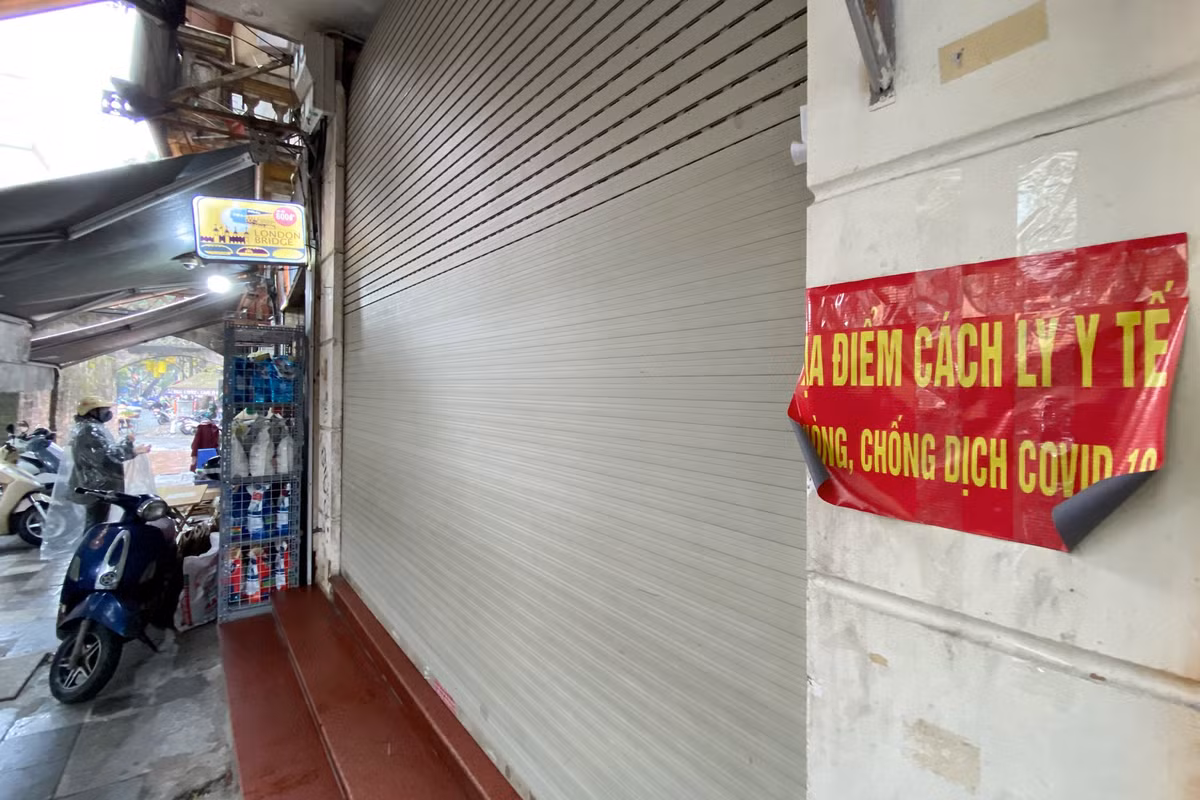 LONDON
BRIDGE
ĐIỂM CÁCH LY Y TẾ
CHỐNG DỊCH COVID